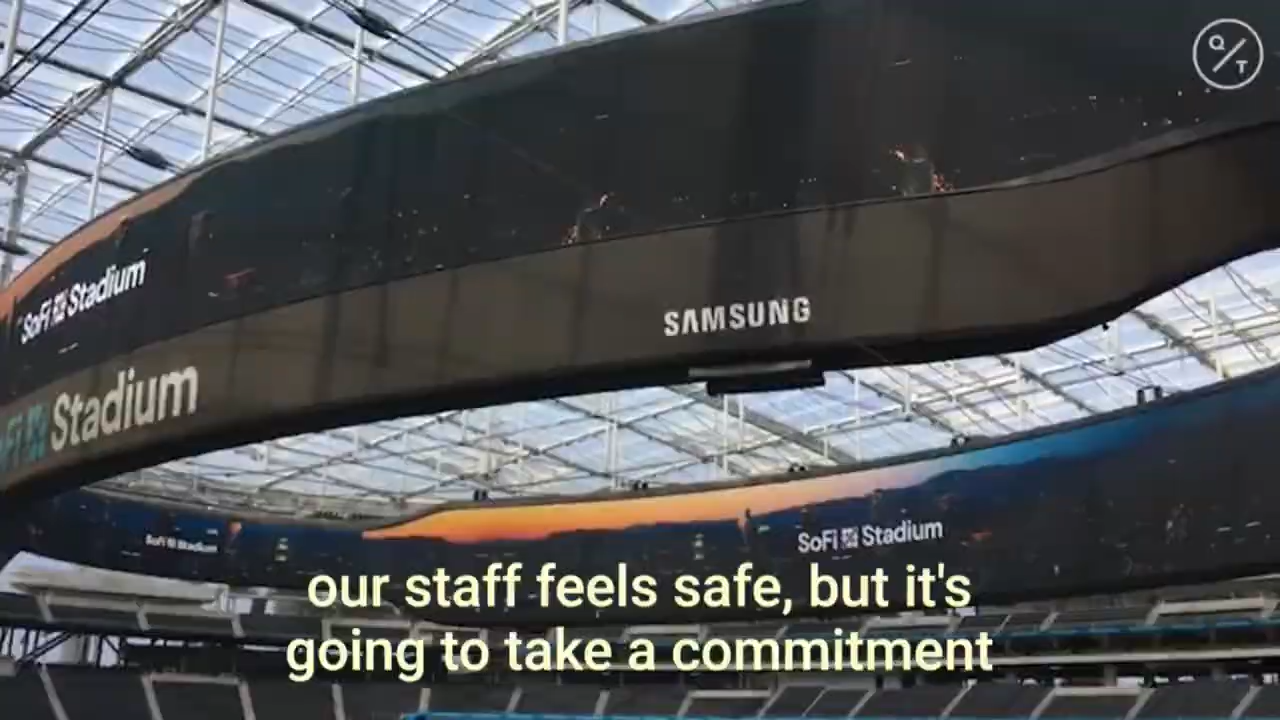 Q/T
SoFi Stadium
SAMSUNG
Stadium
SoFi Stadium
SoFi Stadium
our staff feels safe, but it's
going to take a commitment